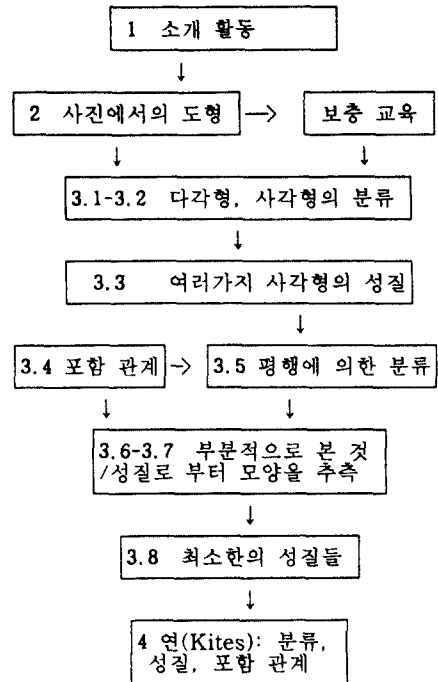 1 소개 활동
↓
2 사진에서의 도형 —> 보충 교육
↓ ↓
3.1-3.2 다각형, 사각형의 분류
↓
3.3 여러가지 사각형의 성질
↓
3.4 포함 관계 —> 3.5 평행에 의한 분류
↓ ↓
3.6-3.7 부분적으로 본 것
/성질로 부터 모양을 추측
↓
3.8 최소한의 성질들
↓
4 연(Kites): 분류,
성질, 포함 관계